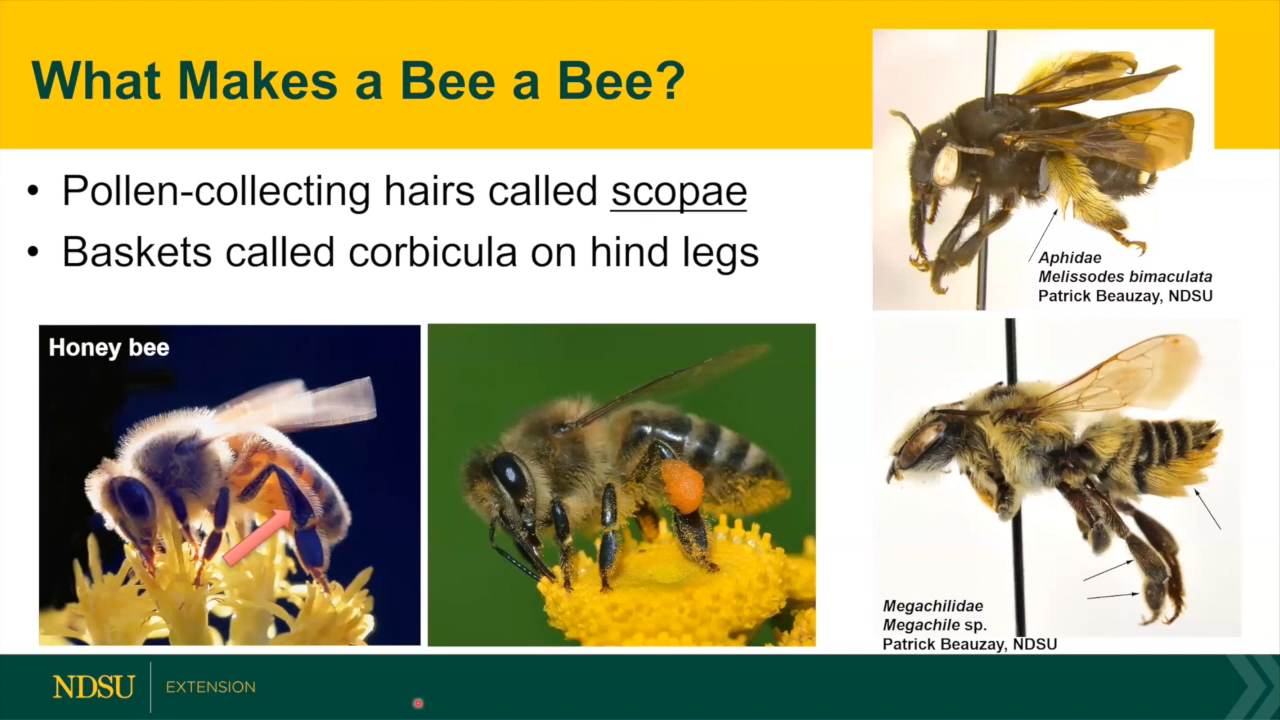 What Makes a Bee a Bee?
• Pollen-collecting hairs called scopae
• Baskets called corbicula on hind legs
Aphidae
Melissodes bimaculata
Patrick Beauzay, NDSU
Honey bee
Megachilidae
Megachile sp.
Patrick Beauzay, NDSU
NDSU
EXTENSION